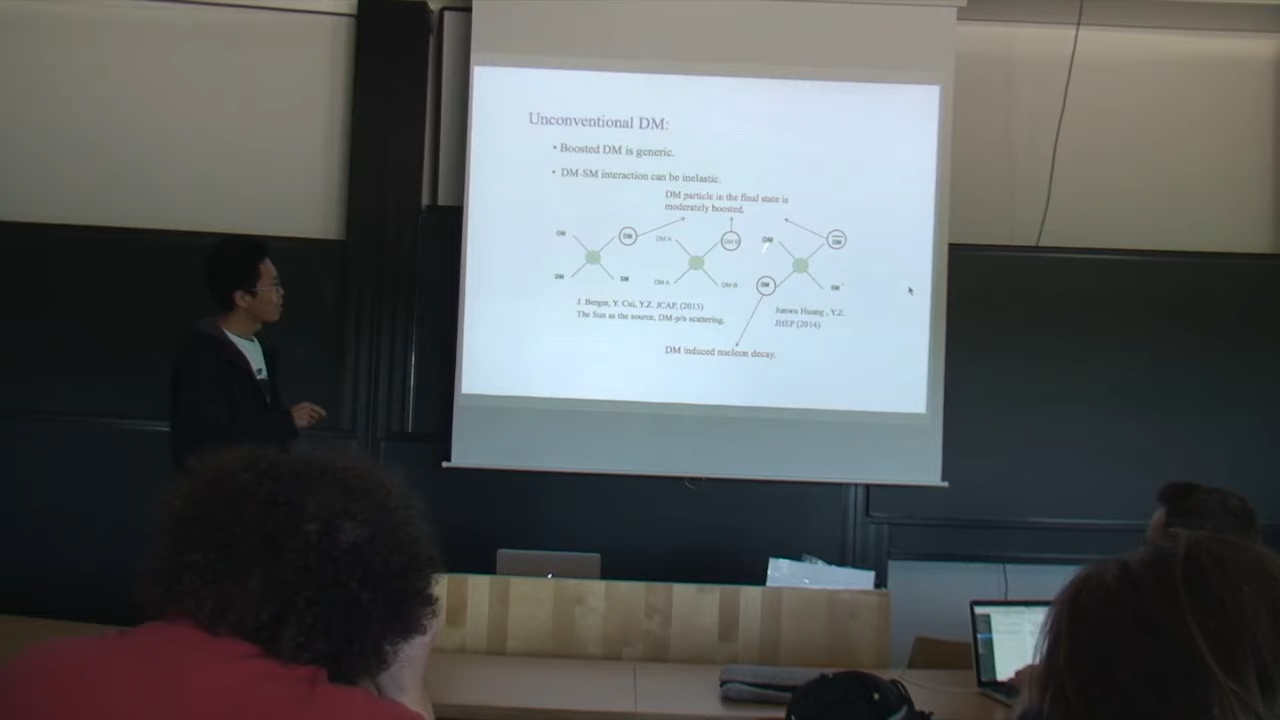 Unconventional DM:
• Boosted DM is generic.
• DM-SM interaction can be inelastic.
DM particle in the final state is
moderately boosted.
DM DM DM A DM B DM DM
DM SM DM A DM B SM
J. Berger, Y. Cui, Y.Z. JCAP, (2015)
The Sun as the source, DM-p/n scattering.
Junwu Huang , Y.Z.
JHEP (2014)
DM induced nucleon decay.